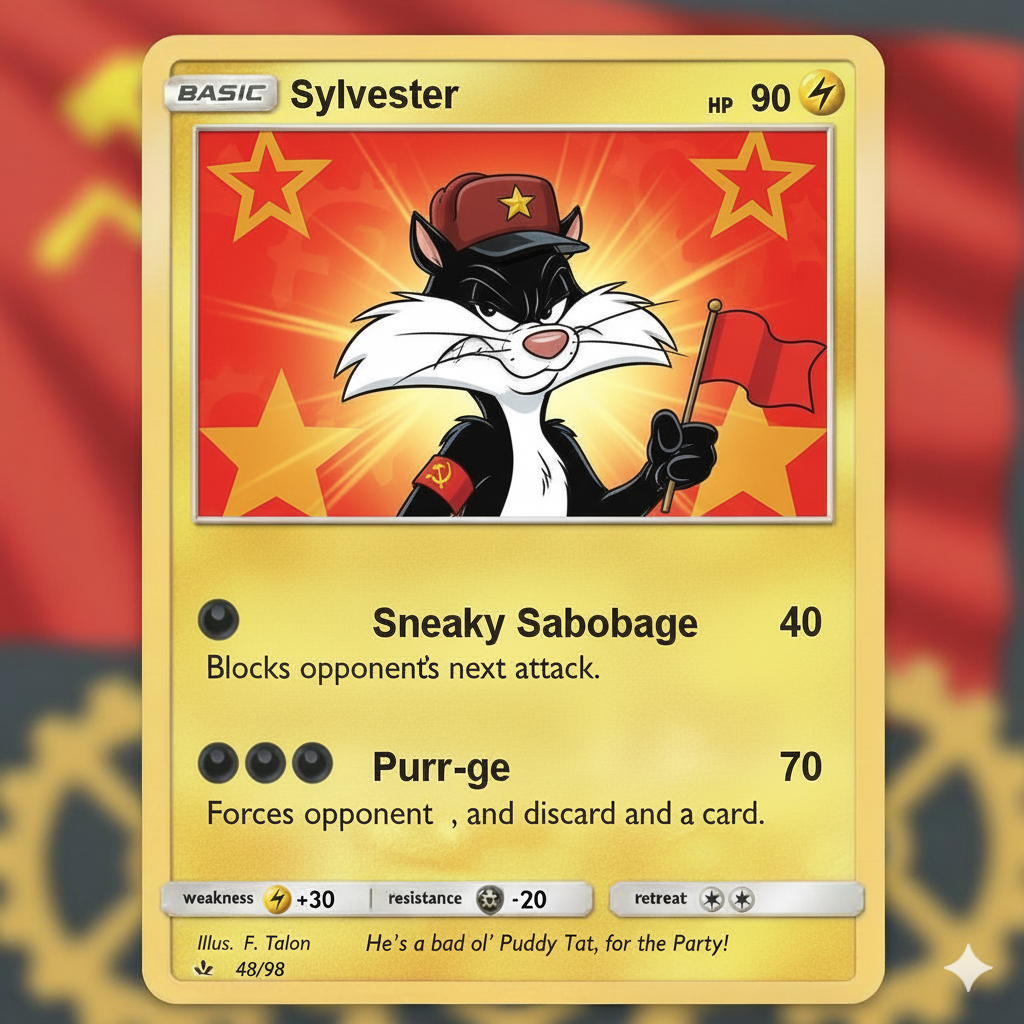 BASIC Sylvester HP 90
Sneaky Sabobage 40
Blocks opponent's next attack.
Purr-ge 70
Forces opponent , and discard and a card.
weakness +30 resistance -20 retreat
Illus. F. Talon He's a bad ol' Puddy Tat, for the Party!
48/98